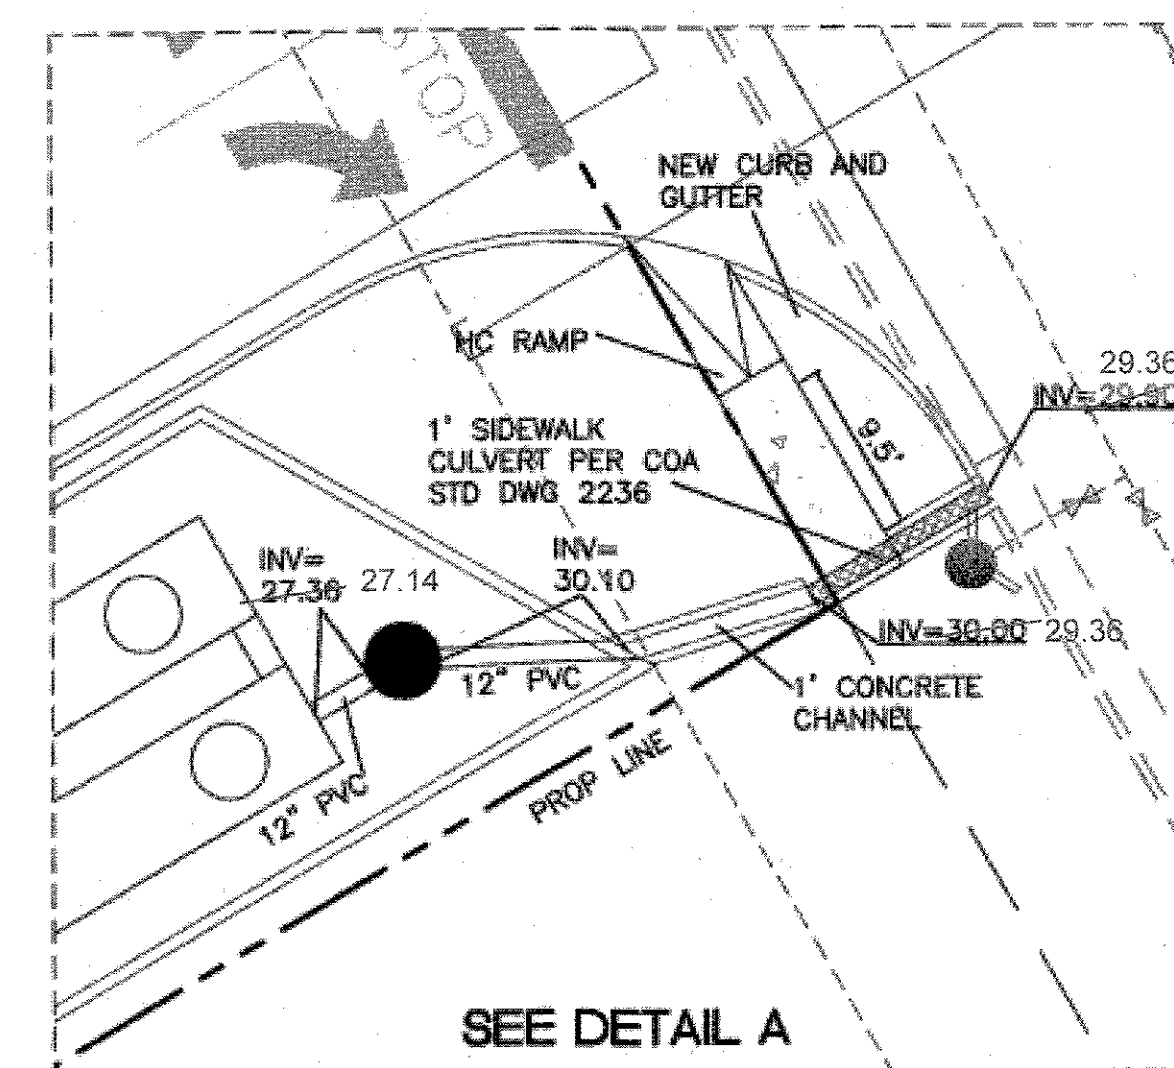 STOP
NEW CURB AND
GUTTER
HC RAMP
29.36
INV=29.90
1' SIDEWALK
CULVERT PER COA
STD DWG 2236
9.5'
INV=
27.36 27.14
INV=
30.10
12" PVC
INV=30.00 29.36
1' CONCRETE
CHANNEL
12" PVC
PROP LINE
SEE DETAIL A